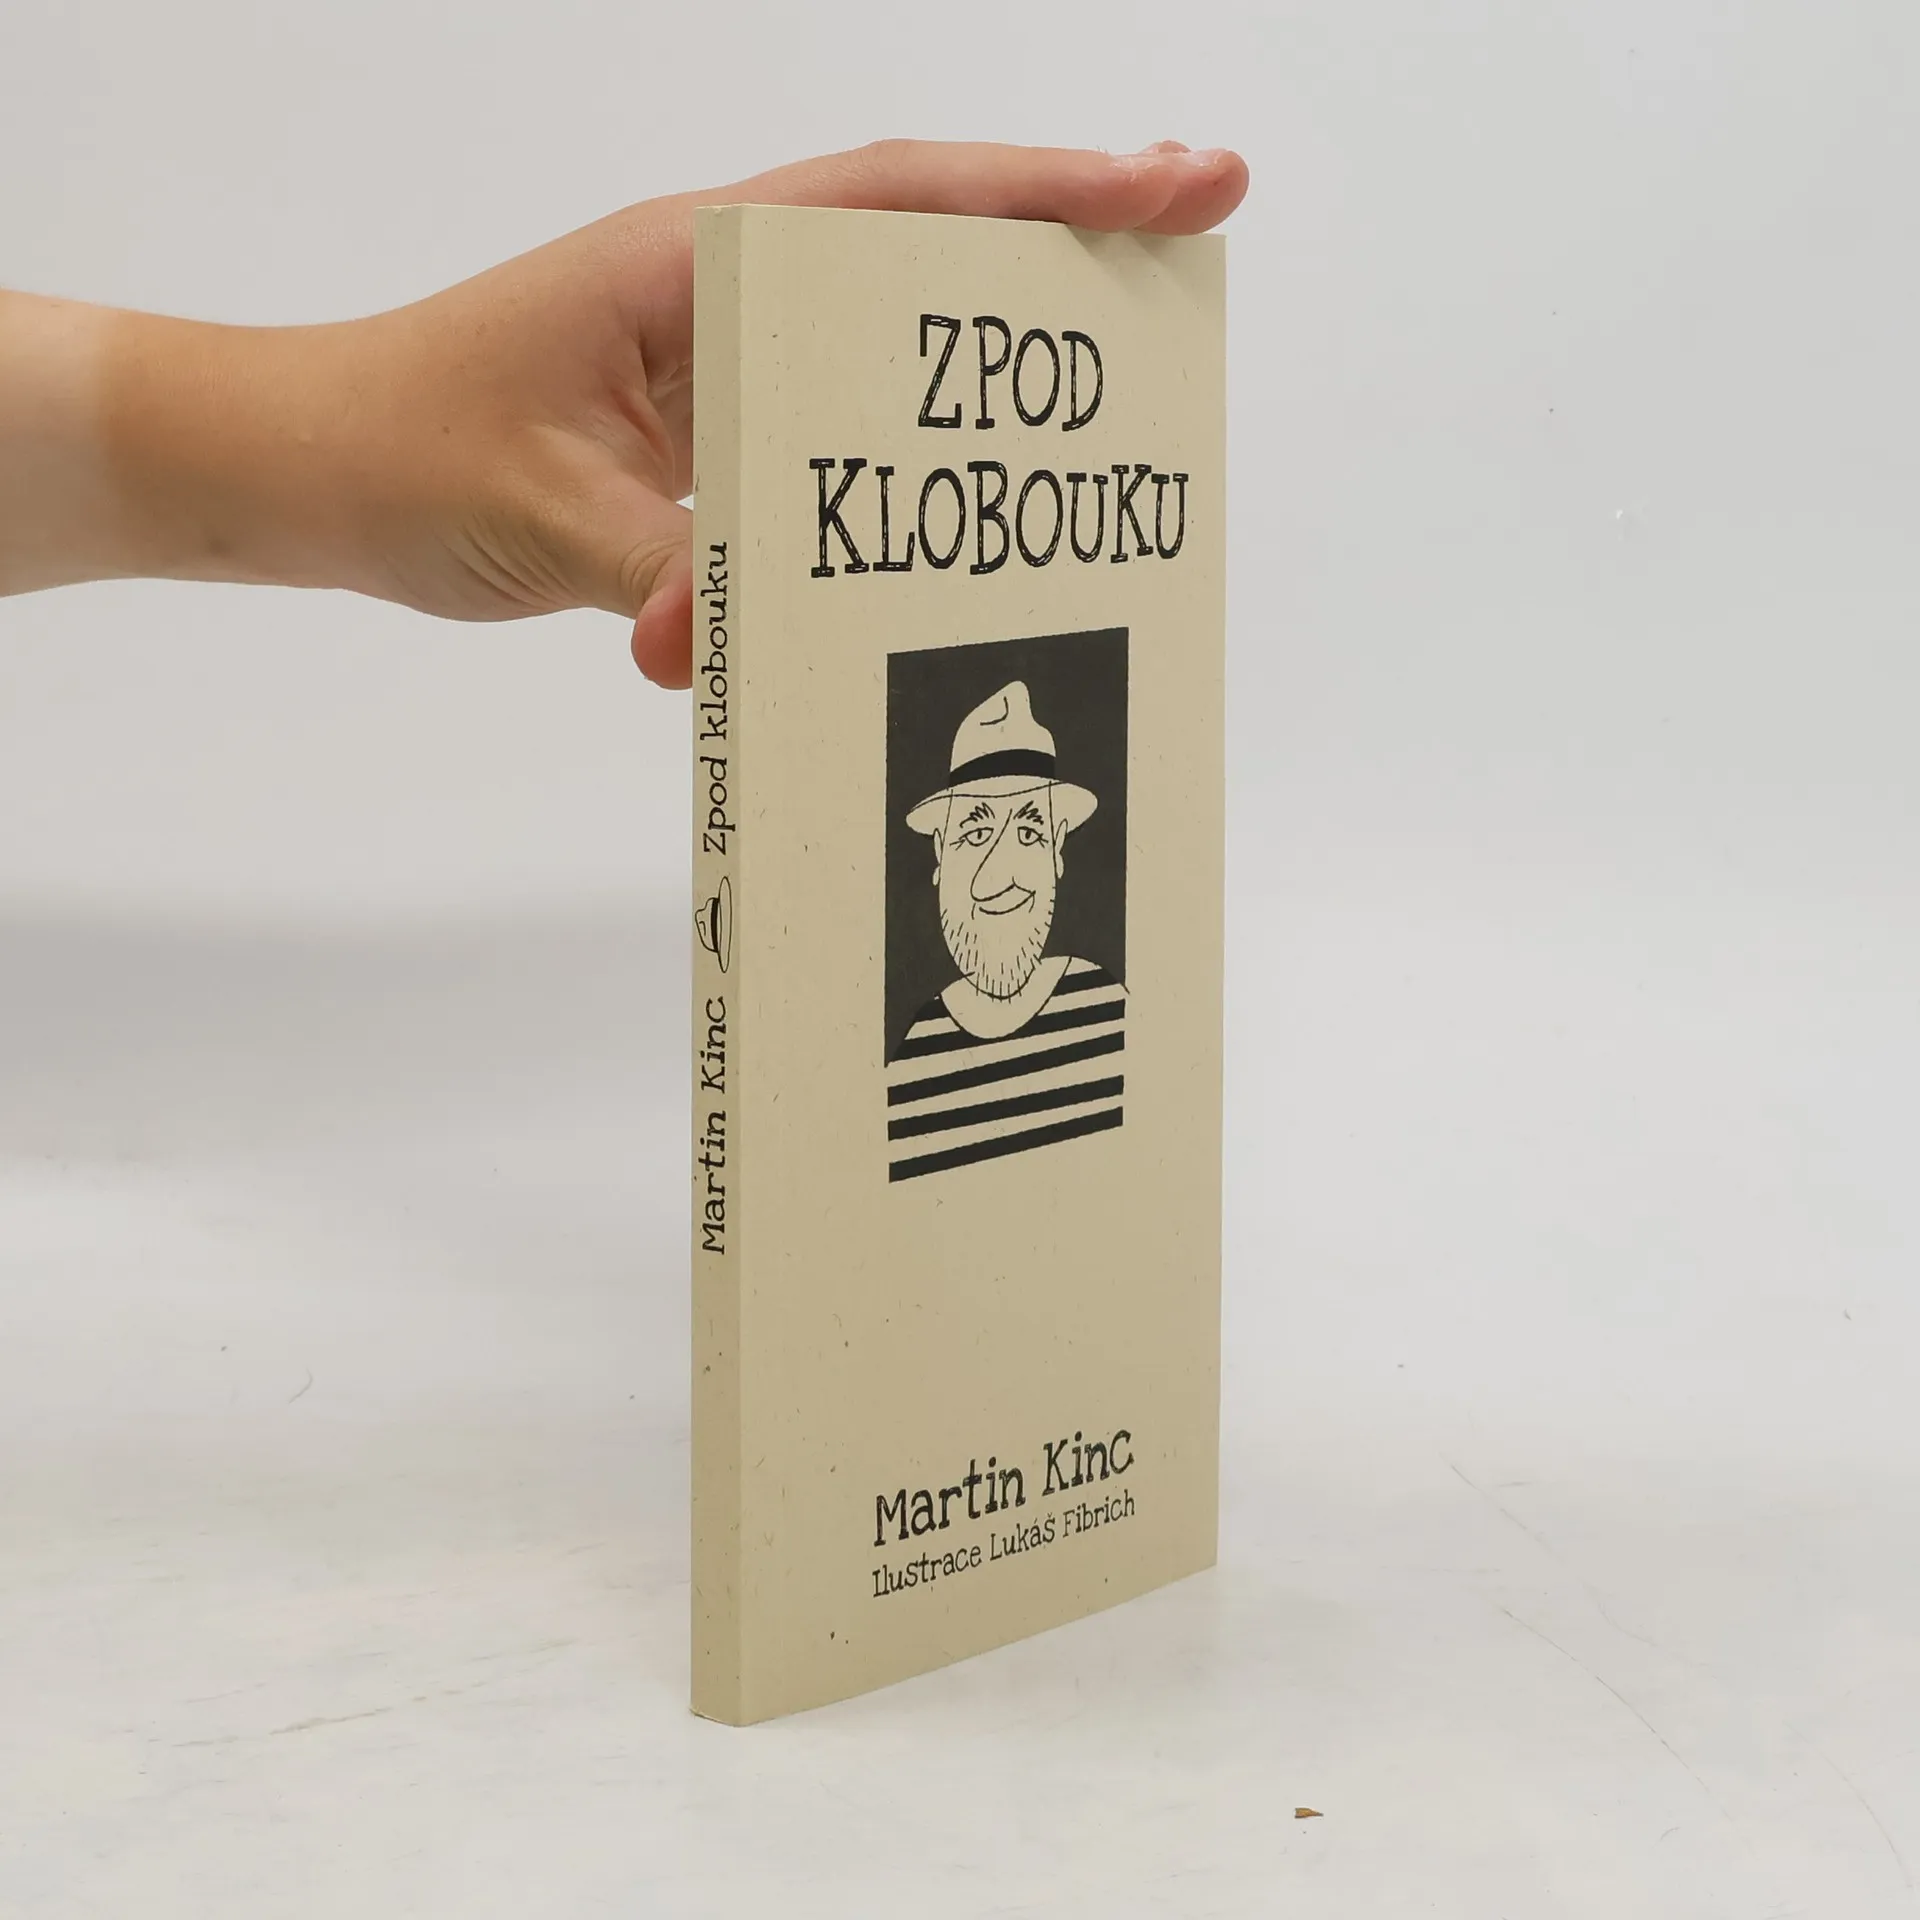 ZPOD
KLOBOUKU
Martin Kinc
Ilustrace Lukáš Fibrich
Martin Kinc Zpod klobouku